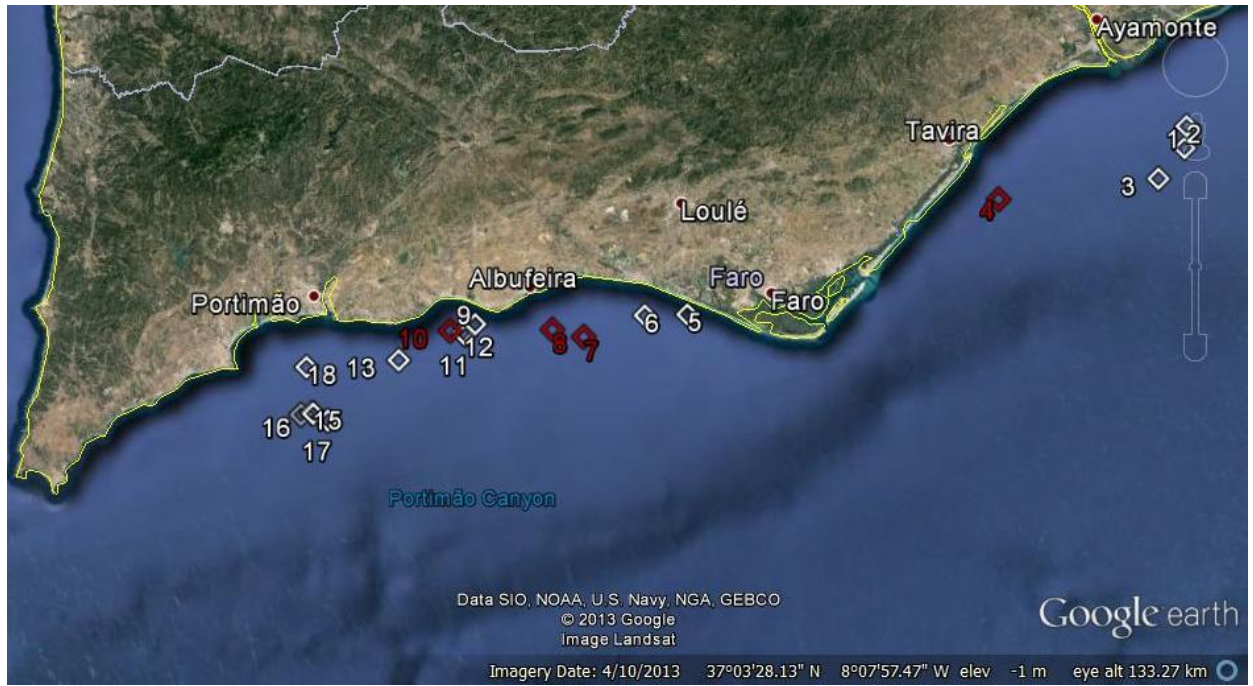 Ayamonte
Tavira
1
2
3
4
Loulé
Faro
Faro
Albufeira
Portimão
9
6
5
10
12
8
7
13
11
18
16
15
17
Portimão Canyon
Data SIO, NOAA, U.S. Navy, NGA, GEBCO
© 2013 Google
Image Landsat
Google earth
Imagery Date: 4/10/2013 37°03'28.13" N 8°07'57.47" W elev -1 m eye alt 133.27 km